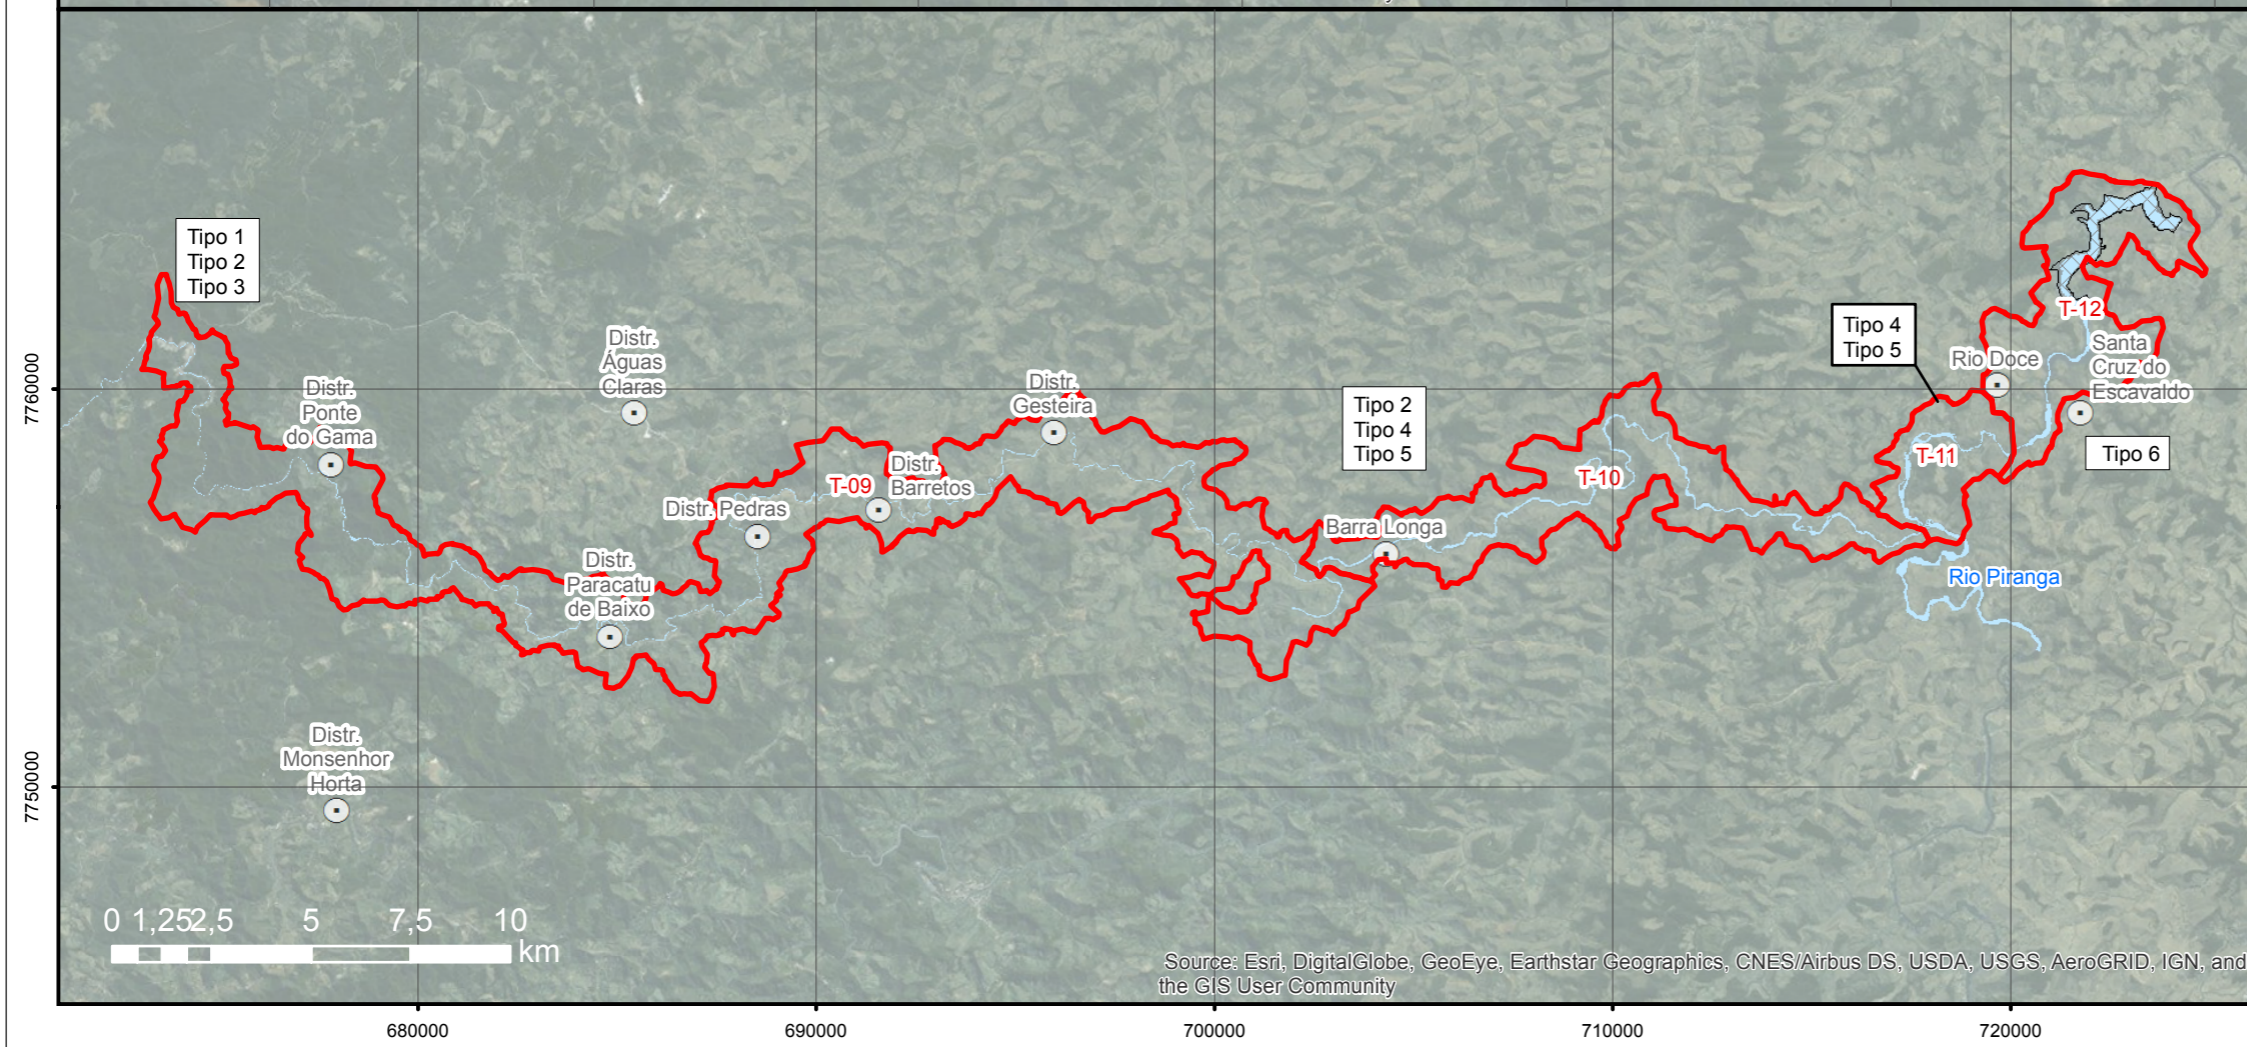 Tipo 1
Tipo 2
Tipo 3
Distr.
Ponte
do Gama
Distr.
Águas
Claras
Distr.
Gesteira
Distr.
Barretos
T-09
Distr. Pedras
Distr.
Paracatu
de Baixo
Distr.
Monsenhor
Horta
Tipo 2
Tipo 4
Tipo 5
Barra Longa
T-10
Tipo 4
Tipo 5
Rio Doce
T-11
T-12
Santa
Cruz do
Escavaldo
Tipo 6
Rio Piranga
7760000
7750000
0 1,25 2,5 5 7,5 10
km
Source: Esri, DigitalGlobe, GeoEye, Earthstar Geographics, CNES/Airbus DS, USDA, USGS, AeroGRID, IGN, and
the GIS User Community
680000 690000 700000 710000 720000